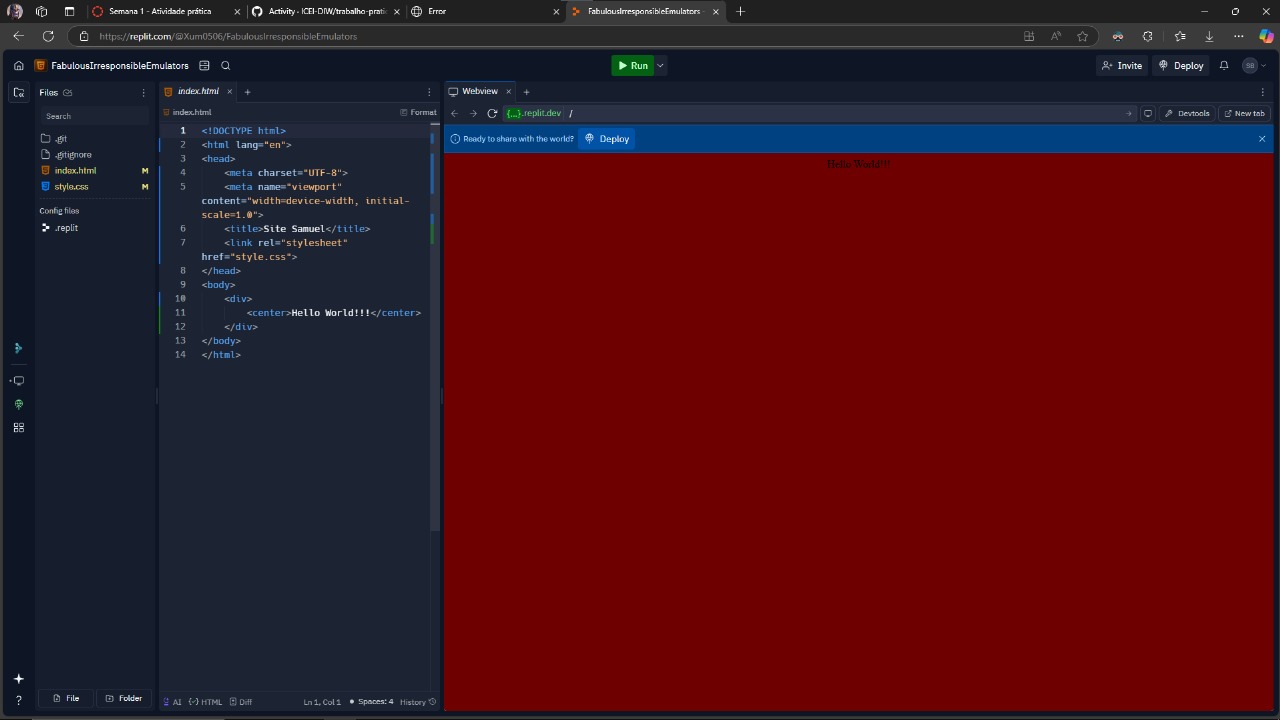 Semana 1 - Atividade prática
Activity · ICEI-DIW/trabalho-prati
Error
FabulousIrresponsibleEmulators
https://replit.com/@Xum0506/FabulousIrresponsibleEmulators
FabulousIrresponsibleEmulators
Run
Invite
Deploy
SB
Files
Search
.git
.gitignore
index.html M
style.css M
Config files
.replit
File
Folder
index.html
index.html
Format
1 <!DOCTYPE html>
2 <html lang="en">
3 <head>
4 <meta charset="UTF-8">
5 <meta name="viewport"
content="width=device-width, initial-
scale=1.0">
6 <title>Site Samuel</title>
7 <link rel="stylesheet"
href="style.css">
8 </head>
9 <body>
10 <div>
11 <center>Hello World!!!</center>
12 </div>
13 </body>
14 </html>
AI
HTML
Diff
Ln 1, Col 1
Spaces: 4
History
Webview
{...}.replit.dev /
Devtools
New tab
Ready to share with the world?
Deploy
Hello World!!!